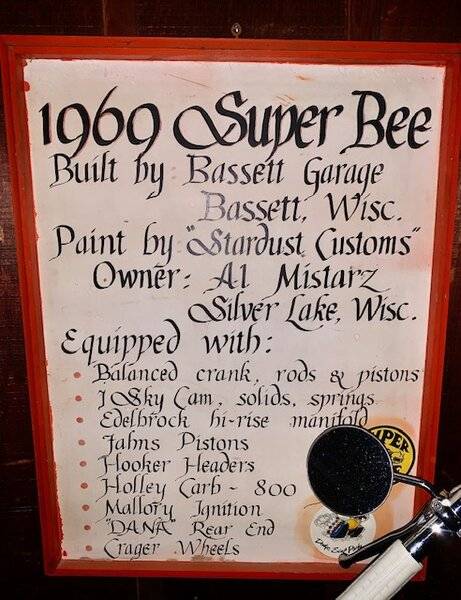 1969 Super Bee
Built by Bassett Garage
Bassett, Wisc.
Paint by "Stardust Customs"
Owner: Al Mistarz
Silver Lake, Wisc.
Equipped with:
• Balanced crank, rods & pistons
• J Sky Cam, solids, springs
• Edelbrock hi-rise manifold
• Jahns Pistons
• Hooker Headers
• Holley Carb - 800
• Mallory Ignition
• "DANA" Rear End
• Crager Wheels